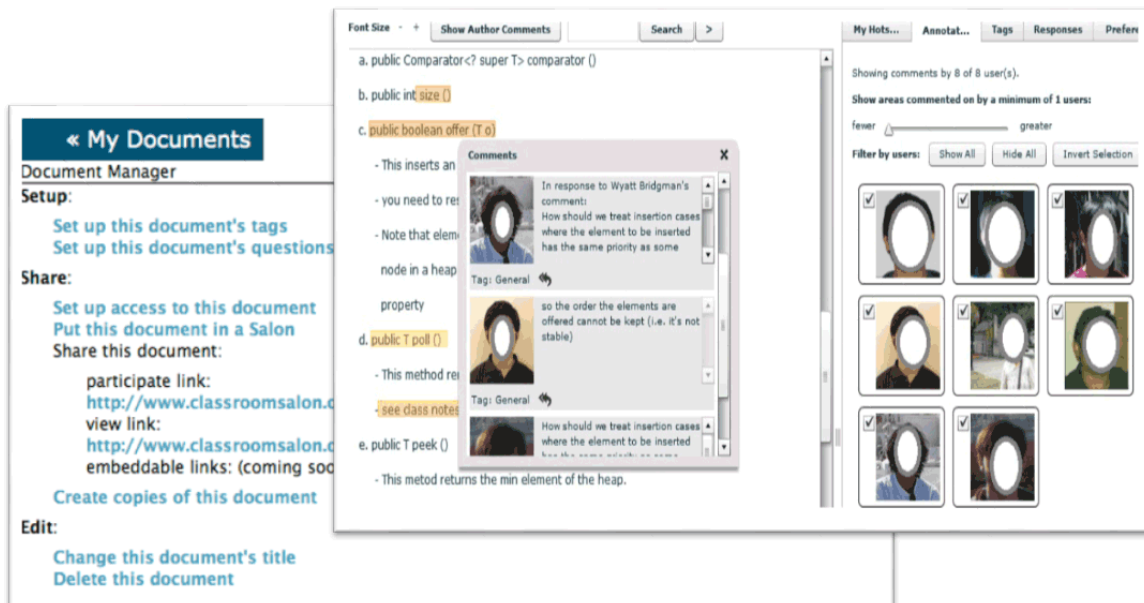 « My Documents
Document Manager
Setup:
Set up this document's tags
Set up this document's questions
Share:
Set up access to this document
Put this document in a Salon
Share this document:
participate link:
http://www.classroomsalon.c
view link:
http://www.classroomsalon.c
embeddable links: (coming soo
Create copies of this document
Edit:
Change this document's title
Delete this document
Font Size - + Show Author Comments Search >
a. public Comparator<? super T> comparator ()
b. public int size ()
c. public boolean offer (T o)
- This inserts an
- you need to res
- Note that elem
node in a heap
property
d. public T poll ()
- This method re
- see class notes
e. public T peek ()
- This metod returns the min element of the heap.
Comments X
In response to Wyatt Bridgman's
comment:
How should we treat insertion cases
where the element to be inserted
has the same priority as some
Tag: General
so the order the elements are
offered cannot be kept (i.e. it's not
stable)
Tag: General
How should we treat insertion cases
where the element to be inserted
has the same priority as some
My Hots... Annotat... Tags Responses Prefere
Showing comments by 8 of 8 user(s).
Show areas commented on by a minimum of 1 users:
fewer greater
Filter by users: Show All Hide All Invert Selection